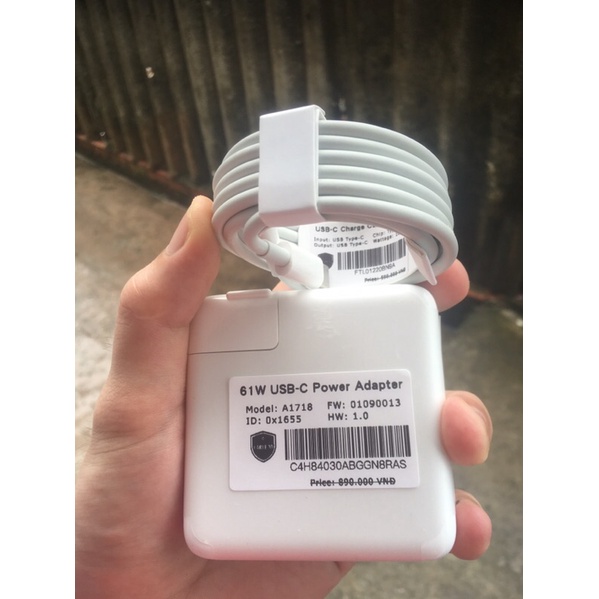 USB-C Charge
Input: USB Type-C
Output: USB Type-C
61W USB-C Power Adapter
Model: A1718 FW: 01090013
ID: 0x1655 HW: 1.0
C4H84030ABGGN8RAS
Price: 890.000 VNĐ